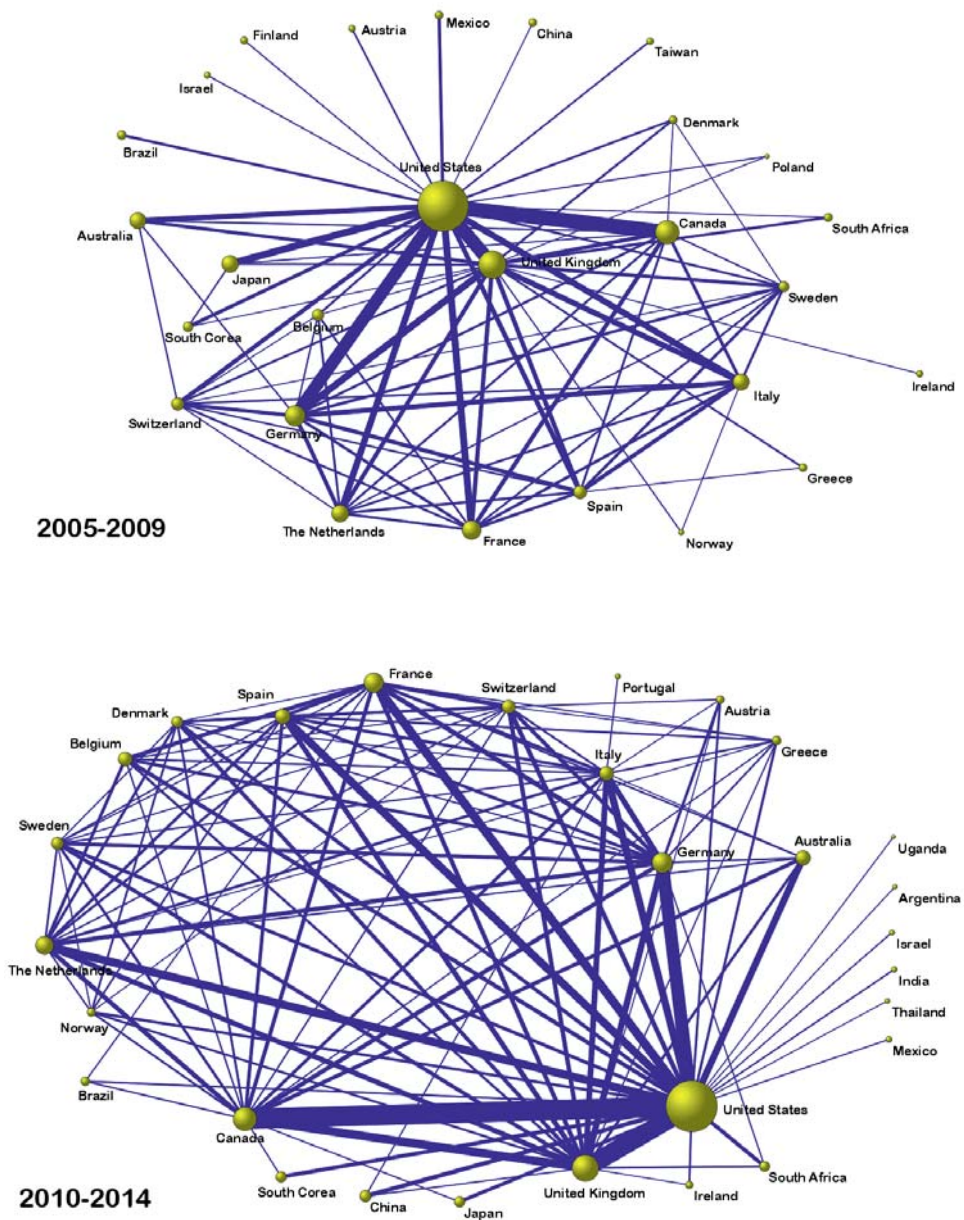 Mexico
Finland
Austria
China
Taiwan
Israel
Denmark
Brazil
United States
Poland
Australia
Canada
South Africa
Japan
United Kingdom
Sweden
South Corea
Belgium
Ireland
Switzerland
Germany
Italy
Greece
Spain
The Netherlands
France
Norway
2005-2009
France
Portugal
Spain
Switzerland
Austria
Denmark
Belgium
Italy
Greece
Sweden
Germany
Australia
Uganda
Argentina
Israel
The Netherlands
India
Thailand
Norway
Mexico
Brazil
United States
Canada
South Corea
United Kingdom
South Africa
China
Ireland
Japan
2010-2014